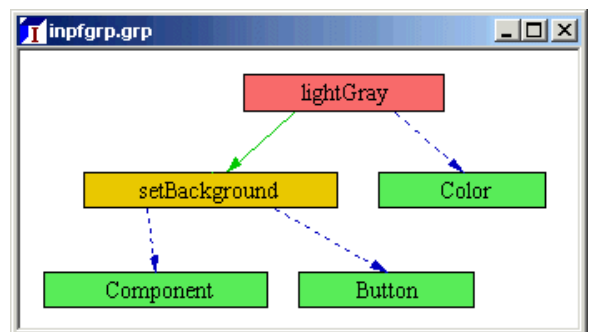 inpfgrp.grp
lightGray
setBackground
Color
Component
Button